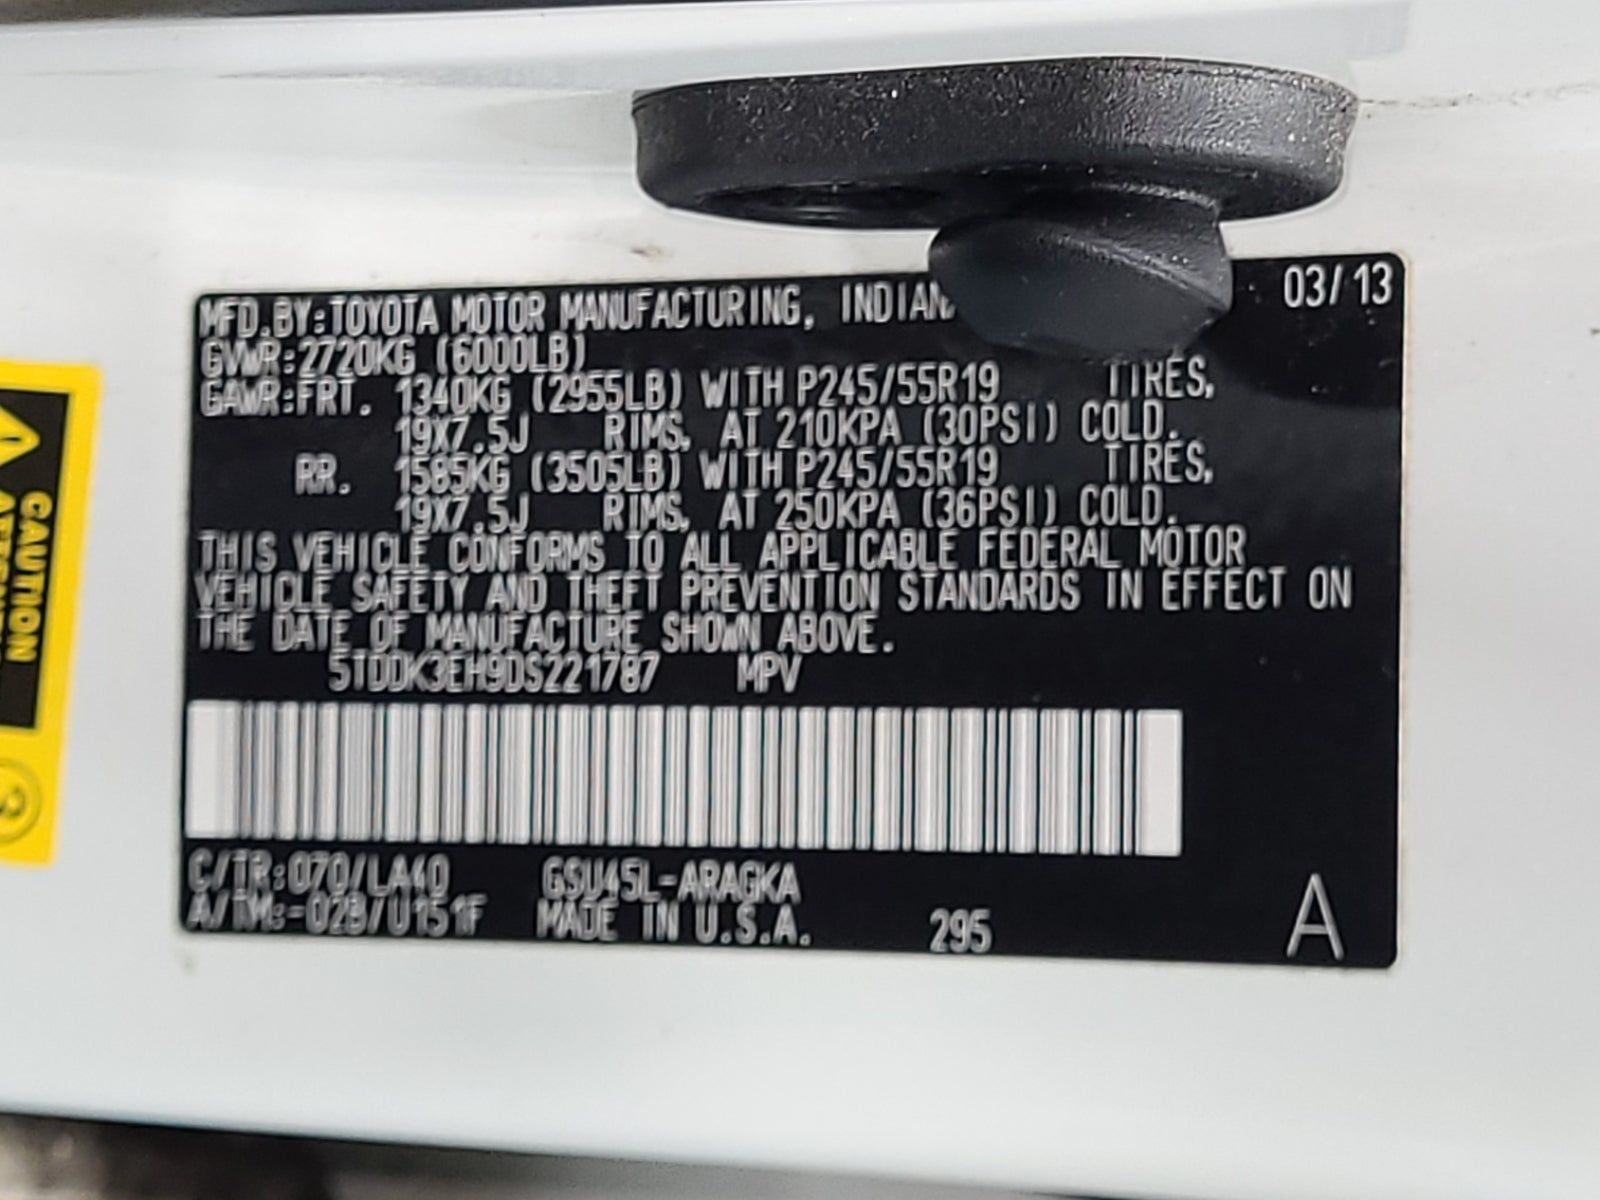 MFD.BY:TOYOTA MOTOR MANUFACTURING, 03/13
GVWR:2720KG (6000LB)
GAWR:FRT. 1340KG (2955LB) WITH P245/55R19 TIRES,
19X7.5J RIMS, AT 210KPA (30PSI) COLD.
RR. 1585KG (3505LB) WITH P245/55R19 TIRES,
19X7.5J RIMS, AT 250KPA (36PSI) COLD.
THIS VEHICLE CONFORMS TO ALL APPLICABLE FEDERAL MOTOR
VEHICLE SAFETY AND THEFT PREVENTION STANDARDS IN EFFECT ON
THE DATE OF MANUFACTURE SHOWN ABOVE.
5TDDK3EH9DS221787 MPV
C/TR:070/LA40 GSU45L-ARAGKA
A/TM:-02B/U151F MADE IN U.S.A. 295 A
CAUTION